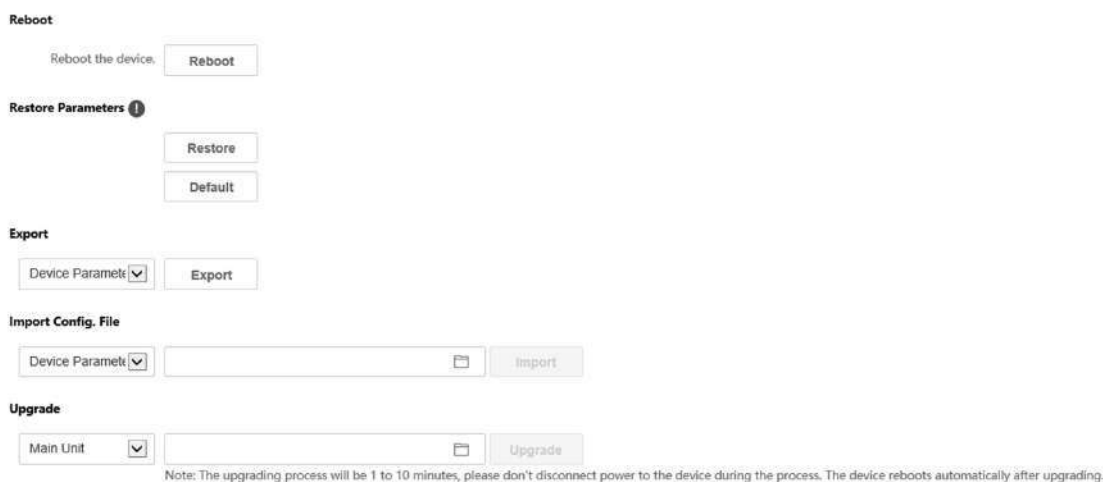 Reboot
Reboot the device. Reboot
Restore Parameters
Restore
Default
Export
Device Paramete Export
Import Config. File
Device Paramete Import
Upgrade
Main Unit Upgrade
Note: The upgrading process will be 1 to 10 minutes, please don't disconnect power to the device during the process. The device reboots automatically after upgrading.